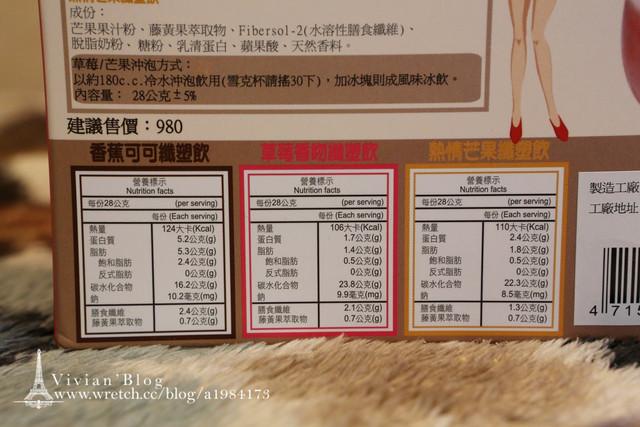 熱情芒果纖塑飲
成份：
芒果果汁粉、藤黃果萃取物、Fibersol-2(水溶性膳食纖維)、
脫脂奶粉、糖粉、乳清蛋白、蘋果酸、天然香料。
草莓/芒果沖泡方式：
以約180c.c.冷水沖泡飲用(雪克杯請搖30下)，加冰塊則成風味冰飲。
內容量： 28公克±5%
建議售價：980
香蕉可可纖塑飲
營養標示
Nutrition facts
每份28公克 (per serving)
每份 (Each serving)
熱量 124大卡(Kcal)
蛋白質 5.2公克(g)
脂肪 5.3公克(g)
飽和脂肪 2.4公克(g)
反式脂肪 0公克(g)
碳水化合物 16.2公克(g)
鈉 10.2毫克(mg)
膳食纖維 2.4公克(g)
藤黃果萃取物 0.7公克(g)
草莓香吻纖塑飲
營養標示
Nutrition facts
每份28公克 (per serving)
每份 (Each serving)
熱量 106大卡(Kcal)
蛋白質 1.7公克(g)
脂肪 1.4公克(g)
飽和脂肪 0.5公克(g)
反式脂肪 0公克(g)
碳水化合物 23.8公克(g)
鈉 9.9毫克(mg)
膳食纖維 2.1公克(g)
藤黃果萃取物 0.7公克(g)
熱情芒果纖塑飲
營養標示
Nutrition facts
每份28公克 (per serving)
每份 (Each serving)
熱量 110大卡(Kcal)
蛋白質 2.4公克(g)
脂肪 1.8公克(g)
飽和脂肪 0.5公克(g)
反式脂肪 0公克(g)
碳水化合物 22.3公克(g)
鈉 8.5毫克(mg)
膳食纖維 1.3公克(g)
藤黃果萃取物 0.7公克(g)
製造工廠
工廠地址
4 715
Vivian'Blog
www.wretch.cc/blog/a1984173